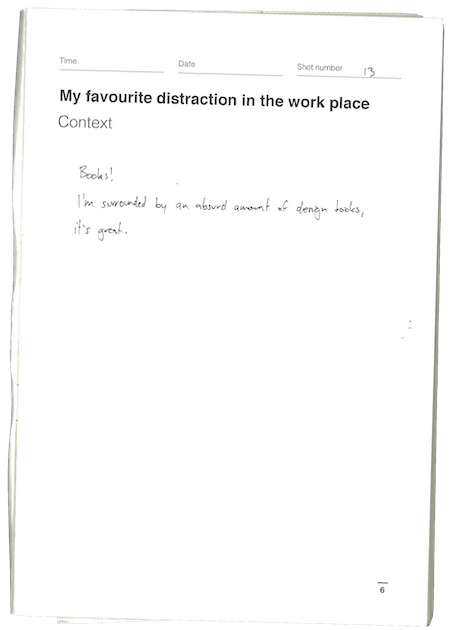 Time Date Shot number 13
My favourite distraction in the work place
Context
Books!
I'm surrounded by an absurd amount of design books,
it's great.
6